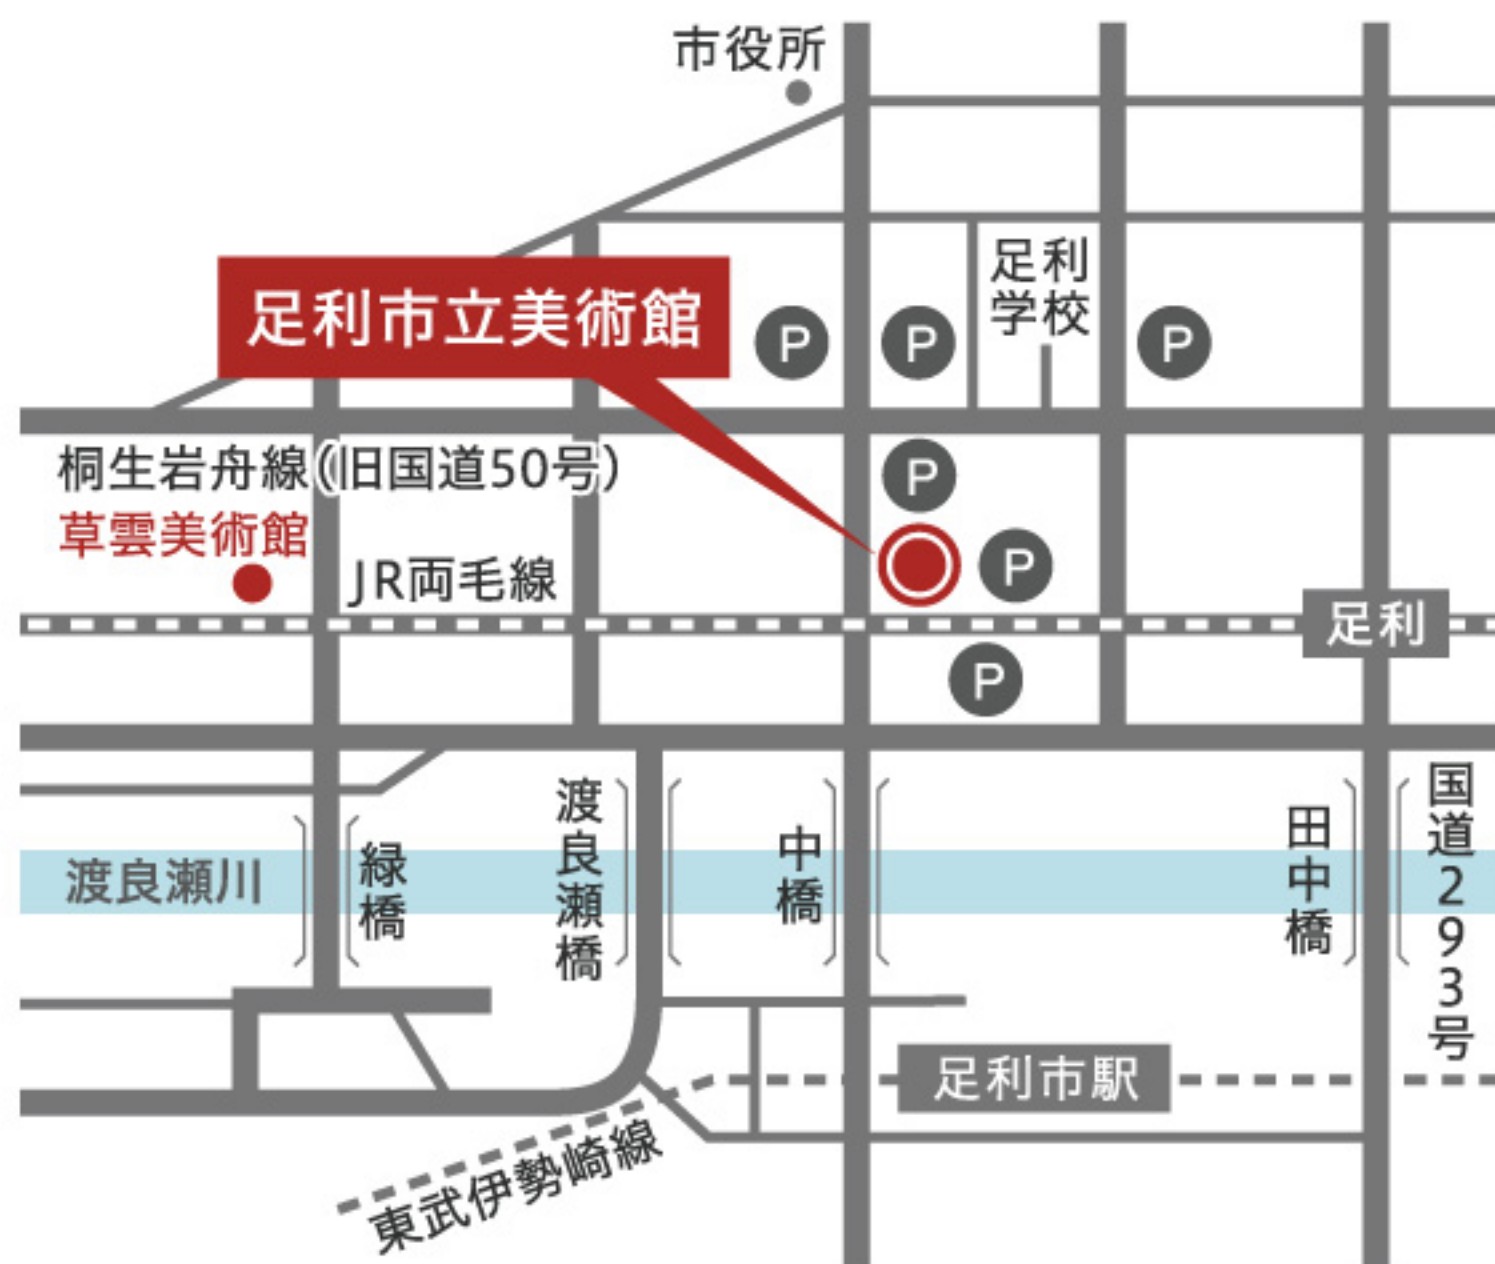 市役所
足利
学校
足利市立美術館
P
P
P
桐生岩舟線(旧国道50号)
P
草雲美術館
JR両毛線
P
足利
P
渡良瀬川
緑橋
渡良瀬橋
中橋
田中橋
国道293号
足利市駅
東武伊勢崎線